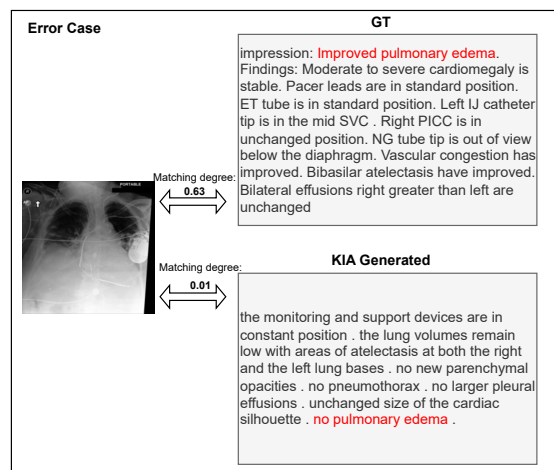 Error Case
GT
impression: Improved pulmonary edema.
Findings: Moderate to severe cardiomegaly is
stable. Pacer leads are in standard position.
ET tube is in standard position. Left IJ catheter
tip is in the mid SVC . Right PICC is in
unchanged position. NG tube tip is out of view
below the diaphragm. Vascular congestion has
improved. Bibasilar atelectasis have improved.
Bilateral effusions right greater than left are
unchanged
Matching degree:
0.63
PORTABLE
Matching degree:
0.01
KIA Generated
the monitoring and support devices are in
constant position . the lung volumes remain
low with areas of atelectasis at both the right
and the left lung bases . no new parenchymal
opacities . no pneumothorax . no larger pleural
effusions . unchanged size of the cardiac
silhouette . no pulmonary edema .